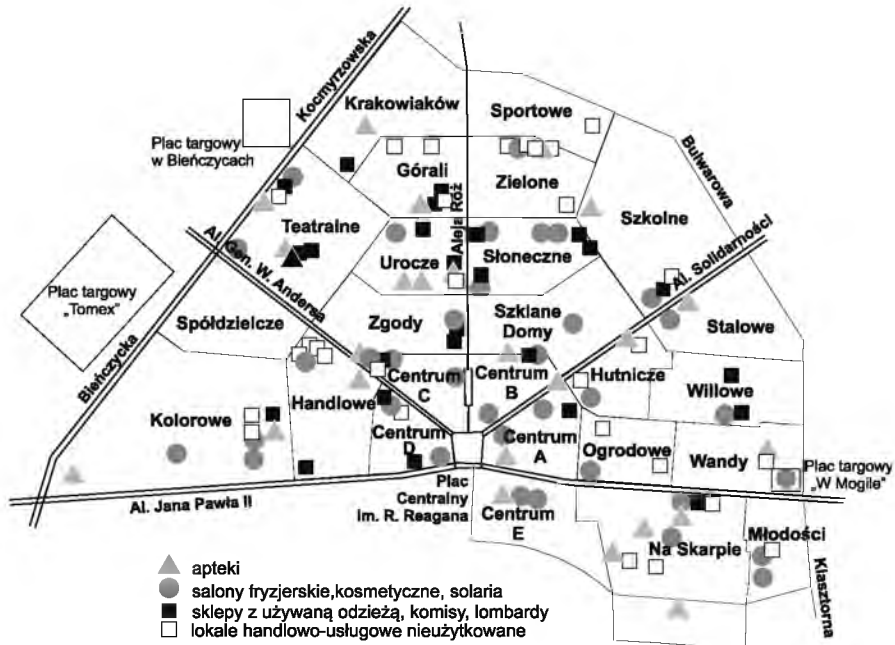 Kocmyrzowska
Krakowiaków
Sportowe
Plac targowy
w Bieńczycach
Bulwarowa
Górali
Zielone
Aleja Róż
Szkolne
Teatralne
Al. Gen. W. Andersa
Urocze
Słoneczne
Al. Solidarności
Plac targowy
„Tomex”
Spółdzielcze
Zgody
Szklane
Domy
Stalowe
Bieńczycka
Centrum
C
Centrum
B
Hutnicze
Willowe
Handlowe
Kolorowe
Centrum
D
Centrum
A
Ogrodowe
Wandy
Plac targowy
„W Mogile”
Al. Jana Pawła II
Plac
Centralny
Im. R. Reagana
Centrum
E
Na Skarpie
Młodości
Klasztorna
apteki
salony fryzjerskie,kosmetyczne, solaria
sklepy z używaną odzieżą, komisy, lombardy
lokale handlowo-usługowe nieużytkowane